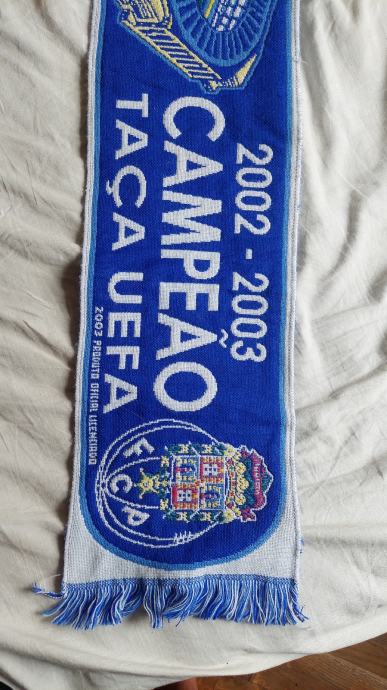 2002 - 2003
CAMPEÃO
TAÇA UEFA
2003 PRODUTO OFICIAL LICENCIADO
FCP